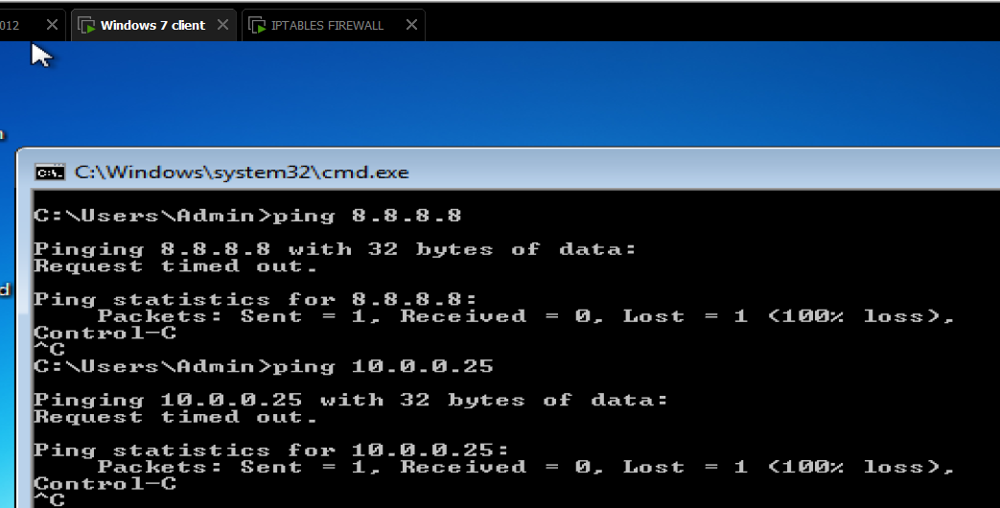 012
Windows 7 client
IPTABLES FIREWALL
C:\Windows\system32\cmd.exe
C:\Users\Admin>ping 8.8.8.8
Pinging 8.8.8.8 with 32 bytes of data:
Request timed out.
Ping statistics for 8.8.8.8:
Packets: Sent = 1, Received = 0, Lost = 1 (100% loss),
Control-C
^C
C:\Users\Admin>ping 10.0.0.25
Pinging 10.0.0.25 with 32 bytes of data:
Request timed out.
Ping statistics for 10.0.0.25:
Packets: Sent = 1, Received = 0, Lost = 1 (100% loss),
Control-C
^C